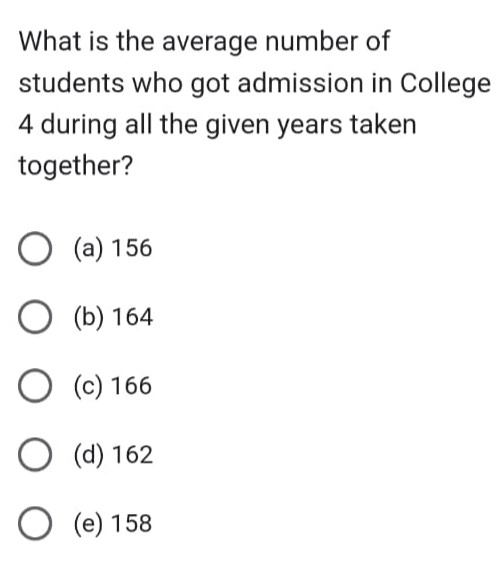 What is the average number of
students who got admission in College
4 during all the given years taken
together?
(a) 156
(b) 164
(c) 166
(d) 162
(e) 158